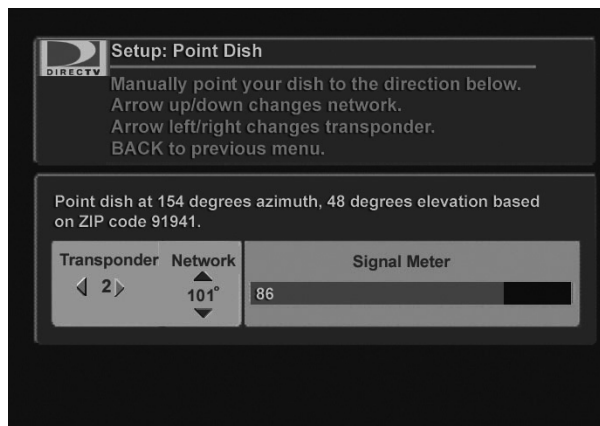 Setup: Point Dish
DIRECTV
Manually point your dish to the direction below.
Arrow up/down changes network.
Arrow left/right changes transponder.
BACK to previous menu.
Point dish at 154 degrees azimuth, 48 degrees elevation based
on ZIP code 91941.
Transponder Network Signal Meter
2 101° 86